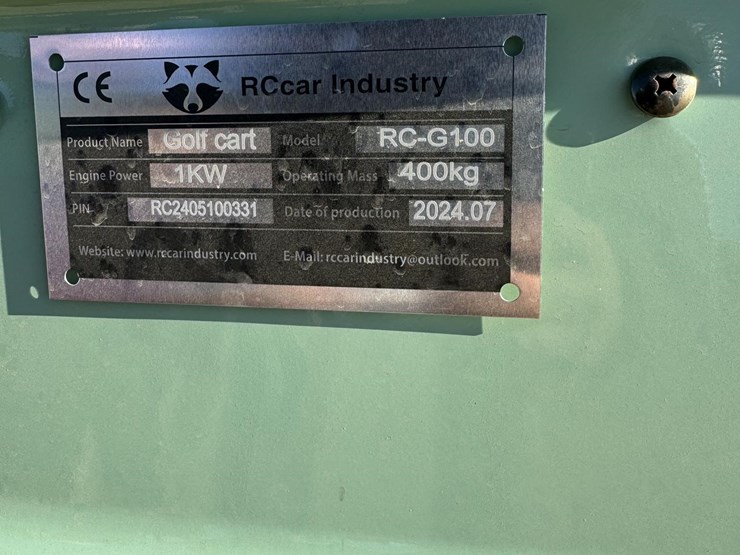 CE RCcar Industry
Product Name Golf cart Model RC-G100
Engine Power 1KW Operating Mass 400kg
PIN RC2405100331 Date of production 2024.07
Website: www.rccarindustry.com E-Mail: rccarindustry@outlook.com